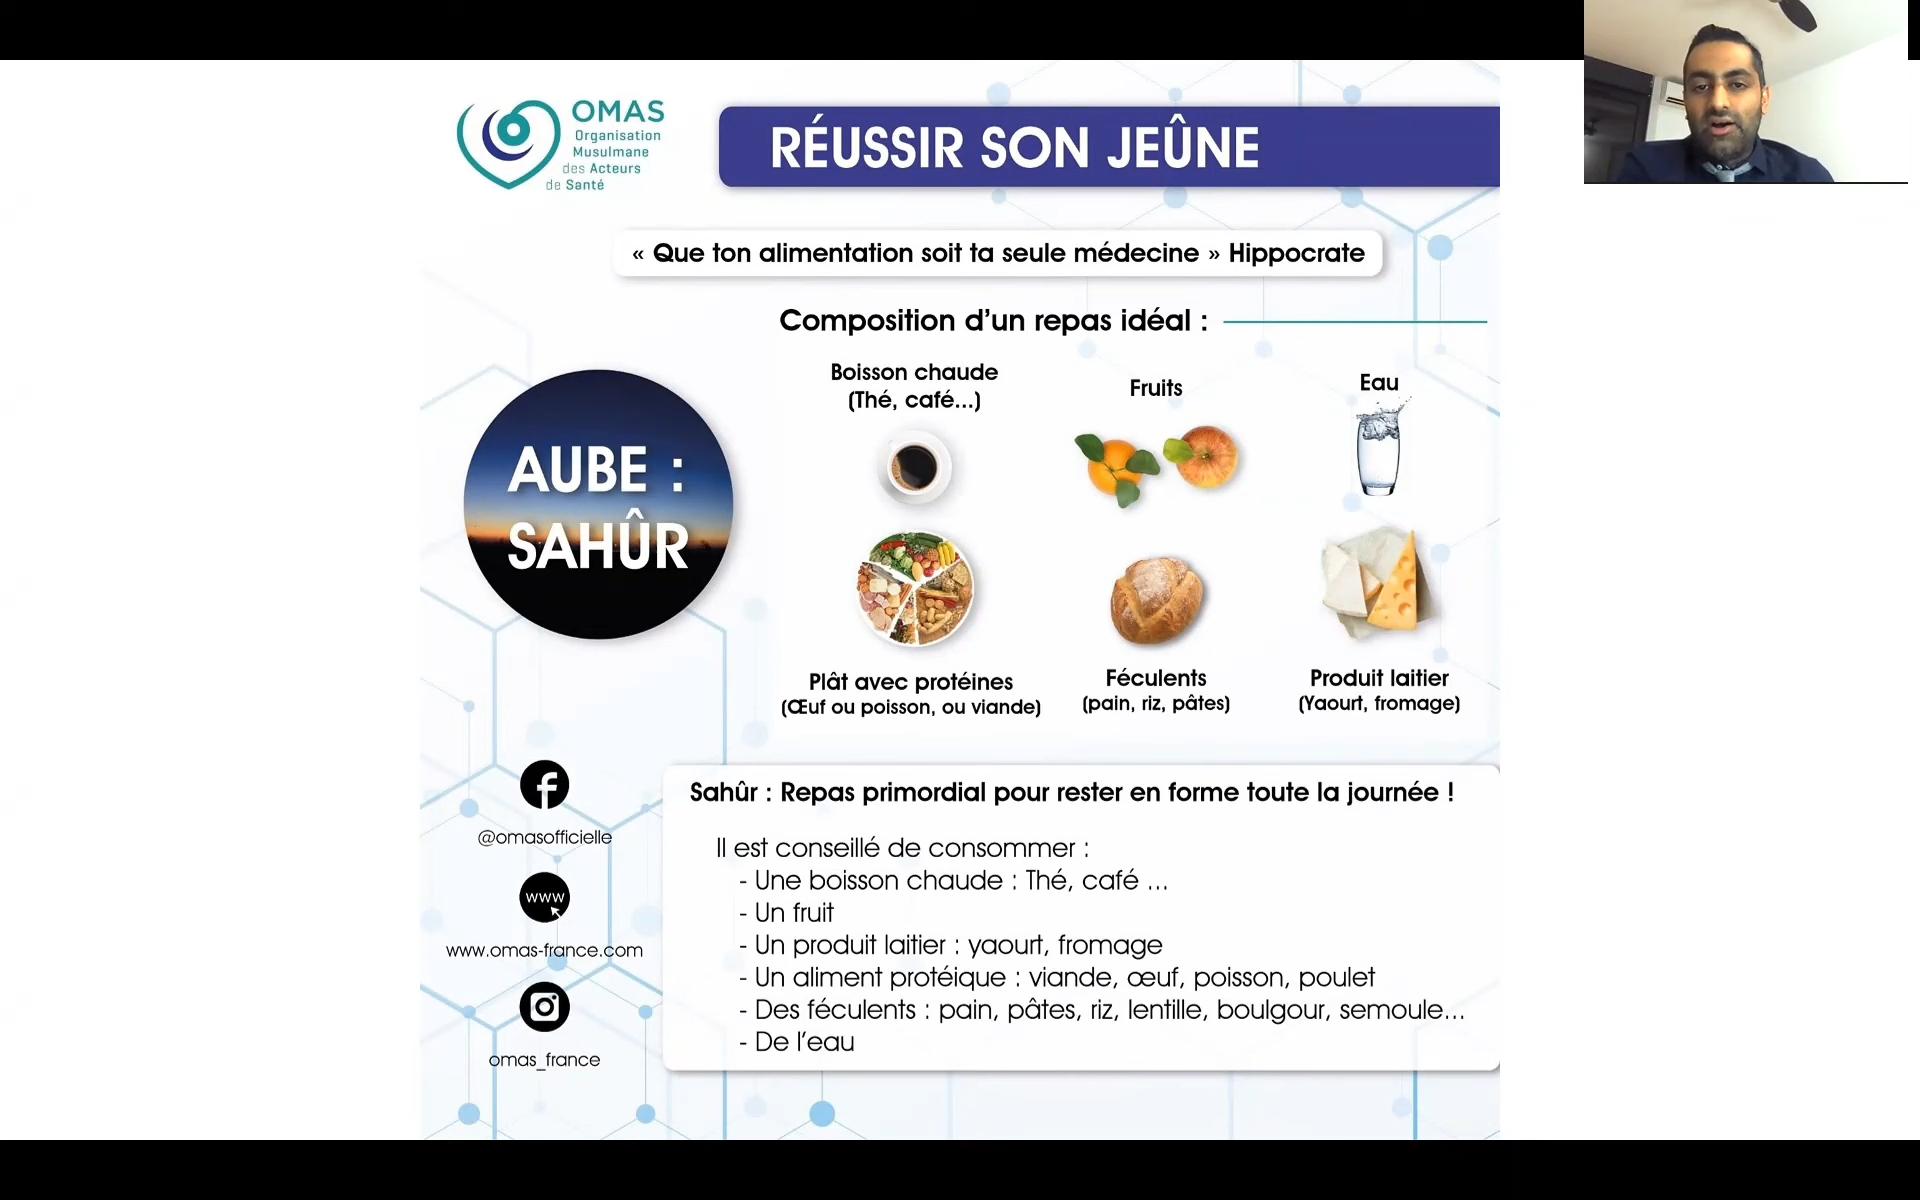 OMAS
Organisation
Musulmane
des Acteurs
de Santé
RÉUSSIR SON JEÛNE
« Que ton alimentation soit ta seule médecine » Hippocrate
Composition d'un repas idéal :
Boisson chaude
(Thé, café...)
Fruits
Eau
AUBE :
SAHÛR
Plât avec protéines
(Œuf ou poisson, ou viande)
Féculents
(pain, riz, pâtes)
Produit laitier
(Yaourt, fromage)
@omasofficielle
www
www.omas-france.com
omas_france
Sahûr : Repas primordial pour rester en forme toute la journée !
Il est conseillé de consommer :
- Une boisson chaude : Thé, café ...
- Un fruit
- Un produit laitier : yaourt, fromage
- Un aliment protéique : viande, œuf, poisson, poulet
- Des féculents : pain, pâtes, riz, lentille, boulgour, semoule...
- De l'eau